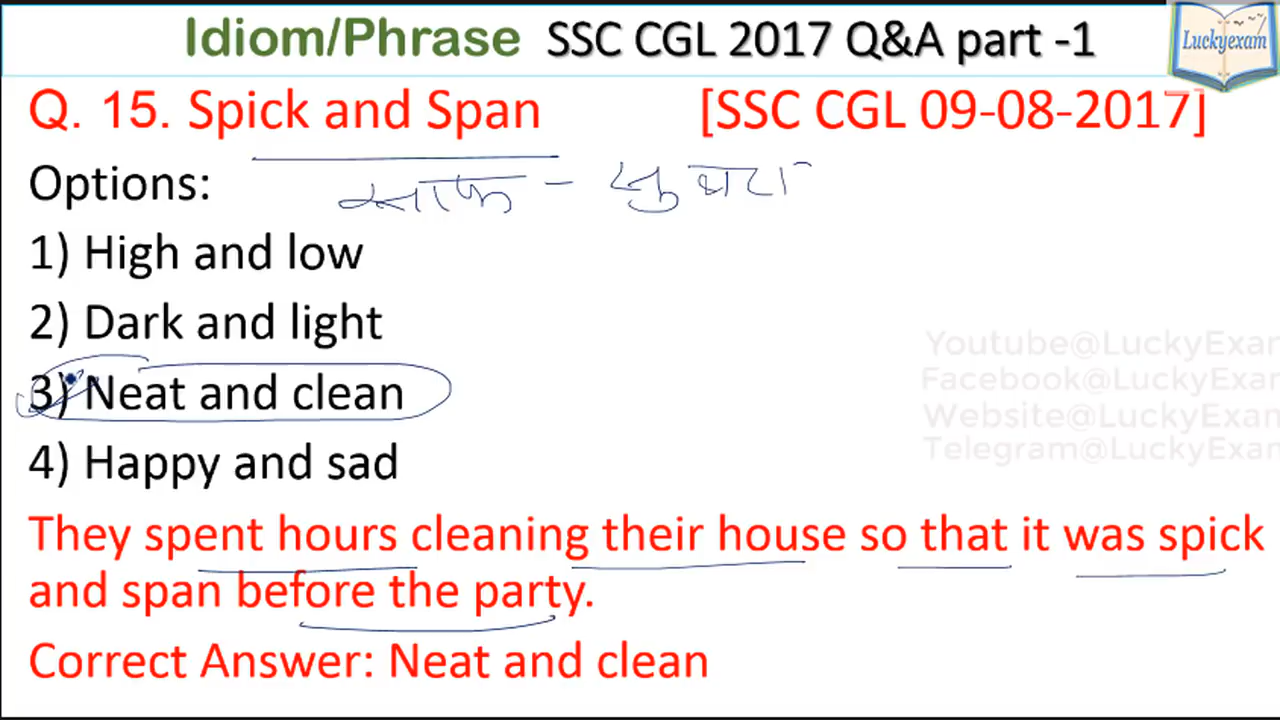 Idiom/Phrase SSC CGL 2017 Q&A part -1
Luckyexam
Q. 15. Spick and Span [SSC CGL 09-08-2017]
Options:
साफ - सुथरा
1) High and low
2) Dark and light
3) Neat and clean
4) Happy and sad
Youtube@LuckyExam
Facebook@LuckyExam
Website@LuckyExam
Telegram@LuckyExam
They spent hours cleaning their house so that it was spick
and span before the party.
Correct Answer: Neat and clean